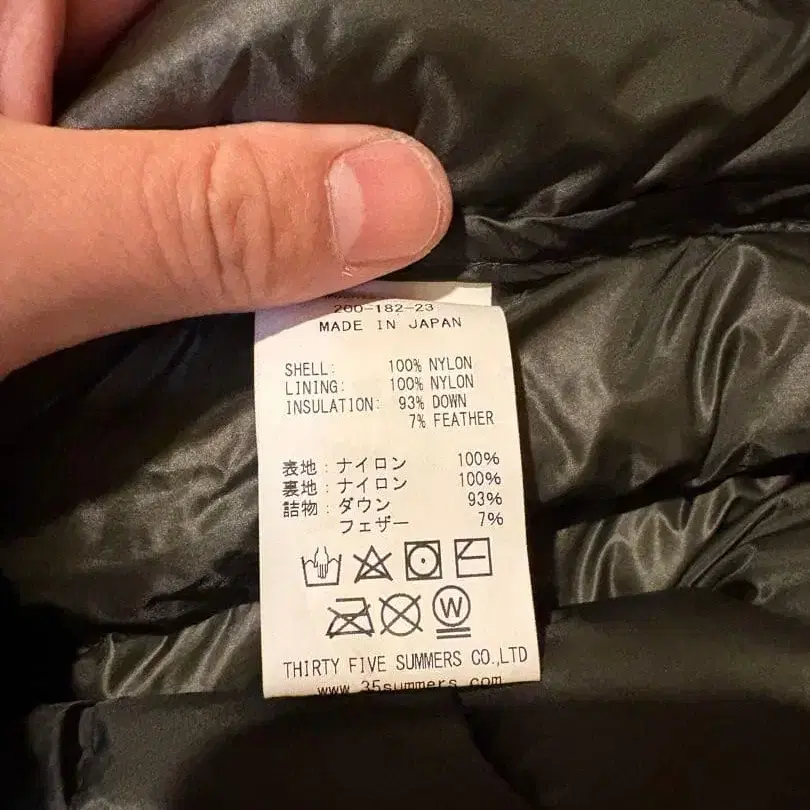 200-182-23
MADE IN JAPAN
SHELL: 100% NYLON
LINING: 100% NYLON
INSULATION: 93% DOWN
7% FEATHER
表地:ナイロン 100%
裏地:ナイロン 100%
詰物:ダウン 93%
フェザー 7%
W
THIRTY FIVE SUMMERS CO.,LTD
www.35summers.com